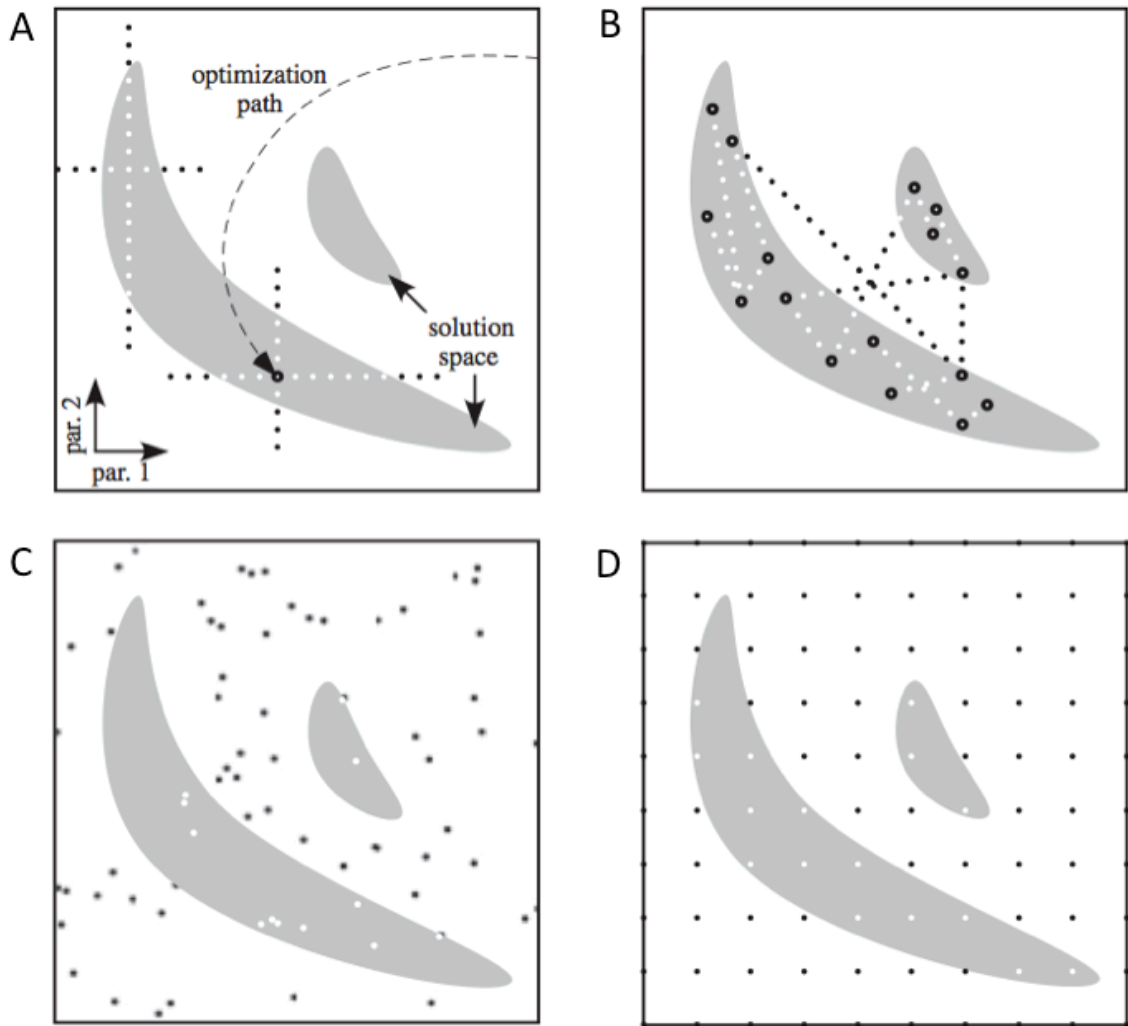 A
optimization
path
solution
space
par. 2
par. 1
B
C
D